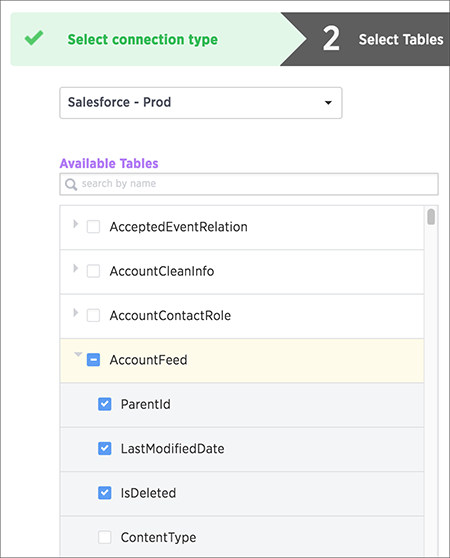 Select connection type
2 Select Tables
Salesforce - Prod
Available Tables
search by name
AcceptedEventRelation
AccountCleanInfo
AccountContactRole
AccountFeed
ParentId
LastModifiedDate
IsDeleted
ContentType